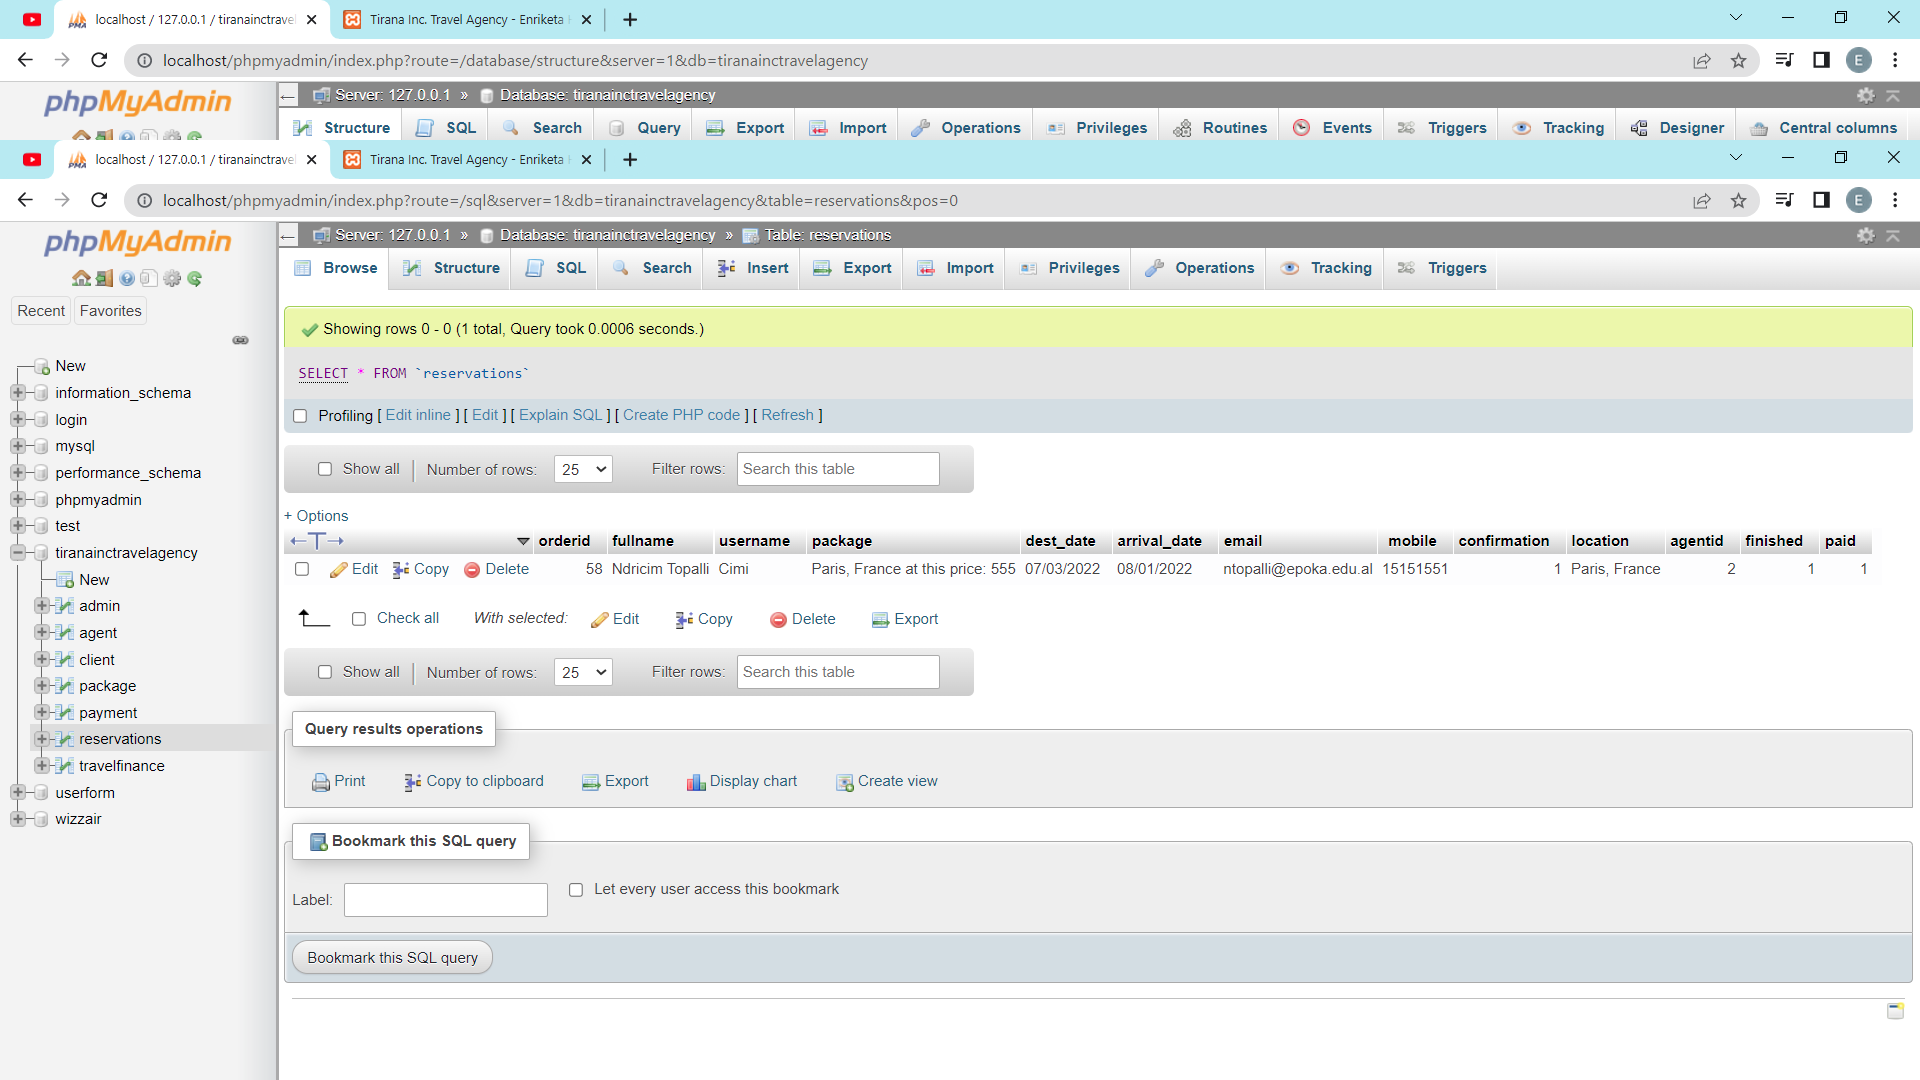 localhost / 127.0.0.1 / tiranainctrave
Tirana Inc. Travel Agency - Enriketa
localhost/phpmyadmin/index.php?route=/database/structure&server=1&db=tiranainctravelagency
E
phpMyAdmin
Server: 127.0.0.1 » Database: tiranainctravelagency
Structure SQL Search Query Export Import Operations Privileges Routines Events Triggers Tracking Designer Central columns
localhost / 127.0.0.1 / tiranainctrave
Tirana Inc. Travel Agency - Enriketa
localhost/phpmyadmin/index.php?route=/sql&server=1&db=tiranainctravelagency&table=reservations&pos=0
E
phpMyAdmin
Recent Favorites
New
information_schema
login
mysql
performance_schema
phpmyadmin
test
tiranainctravelagency
New
admin
agent
client
package
payment
reservations
travelfinance
userform
wizzair
Server: 127.0.0.1 » Database: tiranainctravelagency » Table: reservations
Browse Structure SQL Search Insert Export Import Privileges Operations Tracking Triggers
Showing rows 0 - 0 (1 total, Query took 0.0006 seconds.)
SELECT * FROM `reservations`
Profiling [ Edit inline ] [ Edit ] [ Explain SQL ] [ Create PHP code ] [ Refresh ]
Show all Number of rows: 25 Filter rows: Search this table
+ Options
←T→ orderid fullname username package dest_date arrival_date email mobile confirmation location agentid finished paid
Edit Copy Delete 58 Ndricim Topalli Cimi Paris, France at this price: 555 07/03/2022 08/01/2022 ntopalli@epoka.edu.al 15151551 1 Paris, France 2 1 1
Check all With selected: Edit Copy Delete Export
Show all Number of rows: 25 Filter rows: Search this table
Query results operations
Print Copy to clipboard Export Display chart Create view
Bookmark this SQL query
Label: Let every user access this bookmark
Bookmark this SQL query